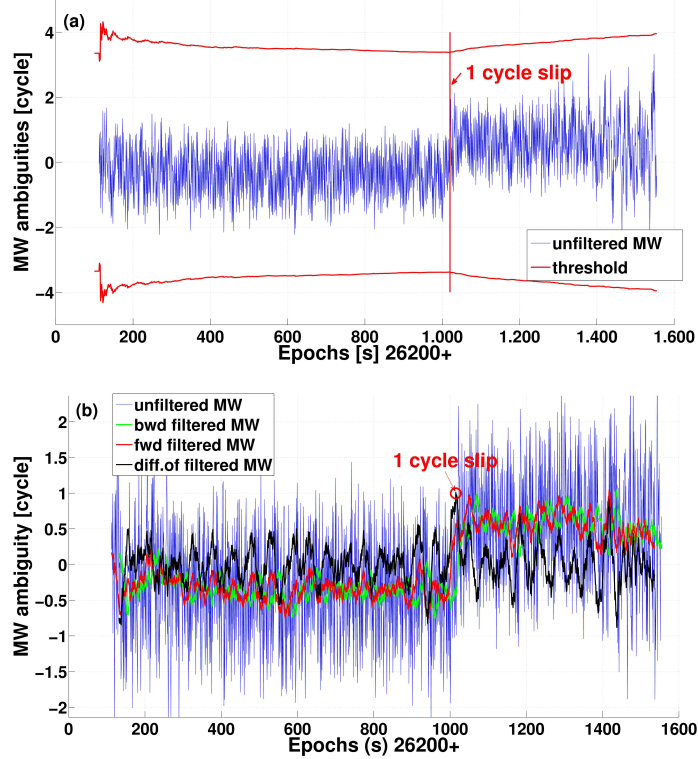 (a)
4
2
0
−2
−4
MW ambiguities [cycle]
1 cycle slip
unfiltered MW
threshold
0 200 400 600 800 1.000 1.200 1.400 1.600
Epochs [s] 26200+
(b)
unfiltered MW
bwd filtered MW
fwd filtered MW
diff.of filtered MW
1 cycle slip
2
1.5
1
0.5
0
−0.5
−1
−1.5
−2
MW ambiguity [cycle]
0 200 400 600 800 1000 1200 1400 1600
Epochs (s) 26200+